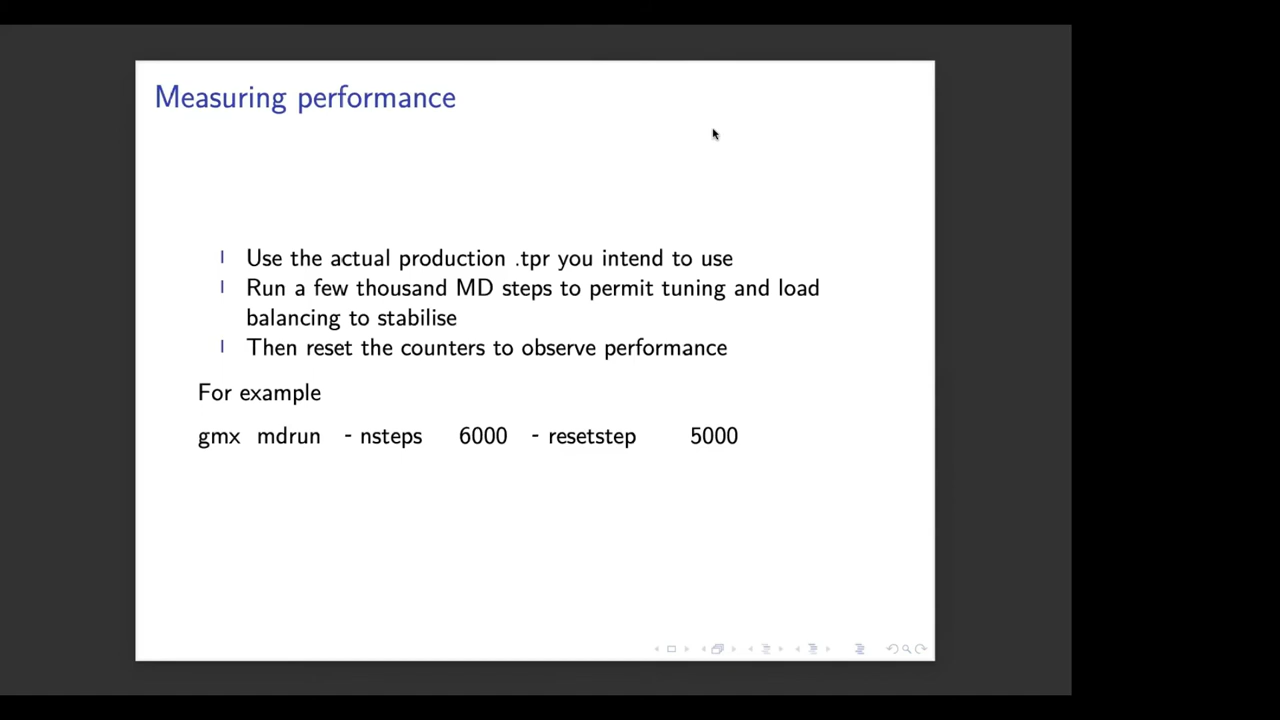 Measuring performance
Use the actual production .tpr you intend to use
Run a few thousand MD steps to permit tuning and load
balancing to stabilise
Then reset the counters to observe performance
For example
gmx mdrun - nsteps 6000 - resetstep 5000